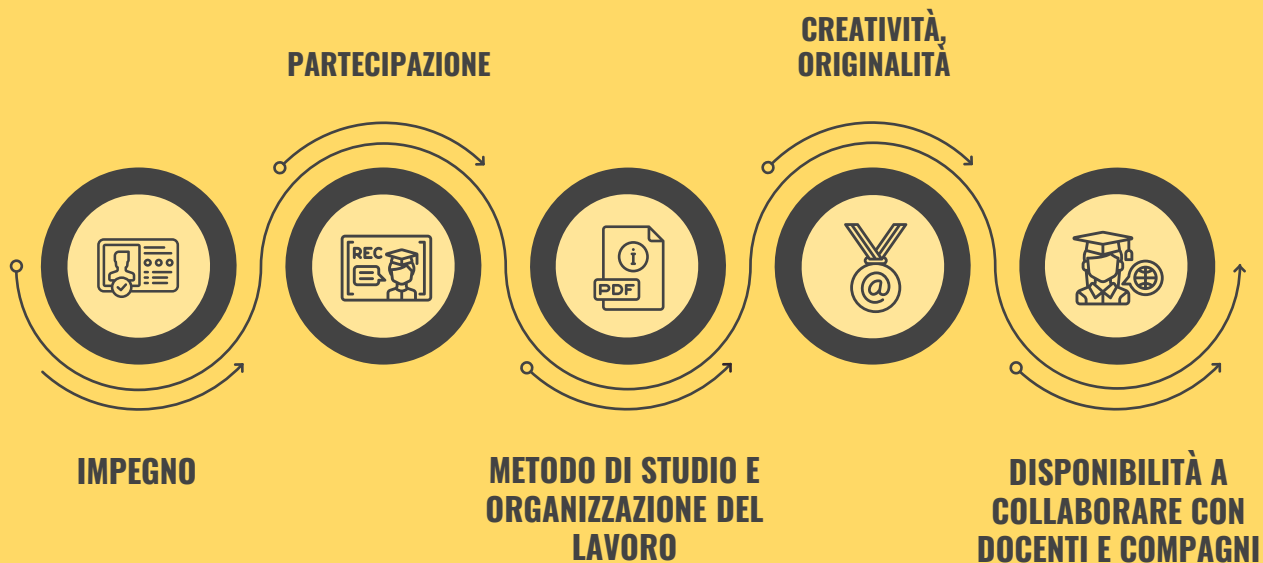 IMPEGNO
PARTECIPAZIONE
REC
METODO DI STUDIO E
ORGANIZZAZIONE DEL
LAVORO
i
PDF
CREATIVITÀ,
ORIGINALITÀ
@
DISPONIBILITÀ A
COLLABORARE CON
DOCENTI E COMPAGNI